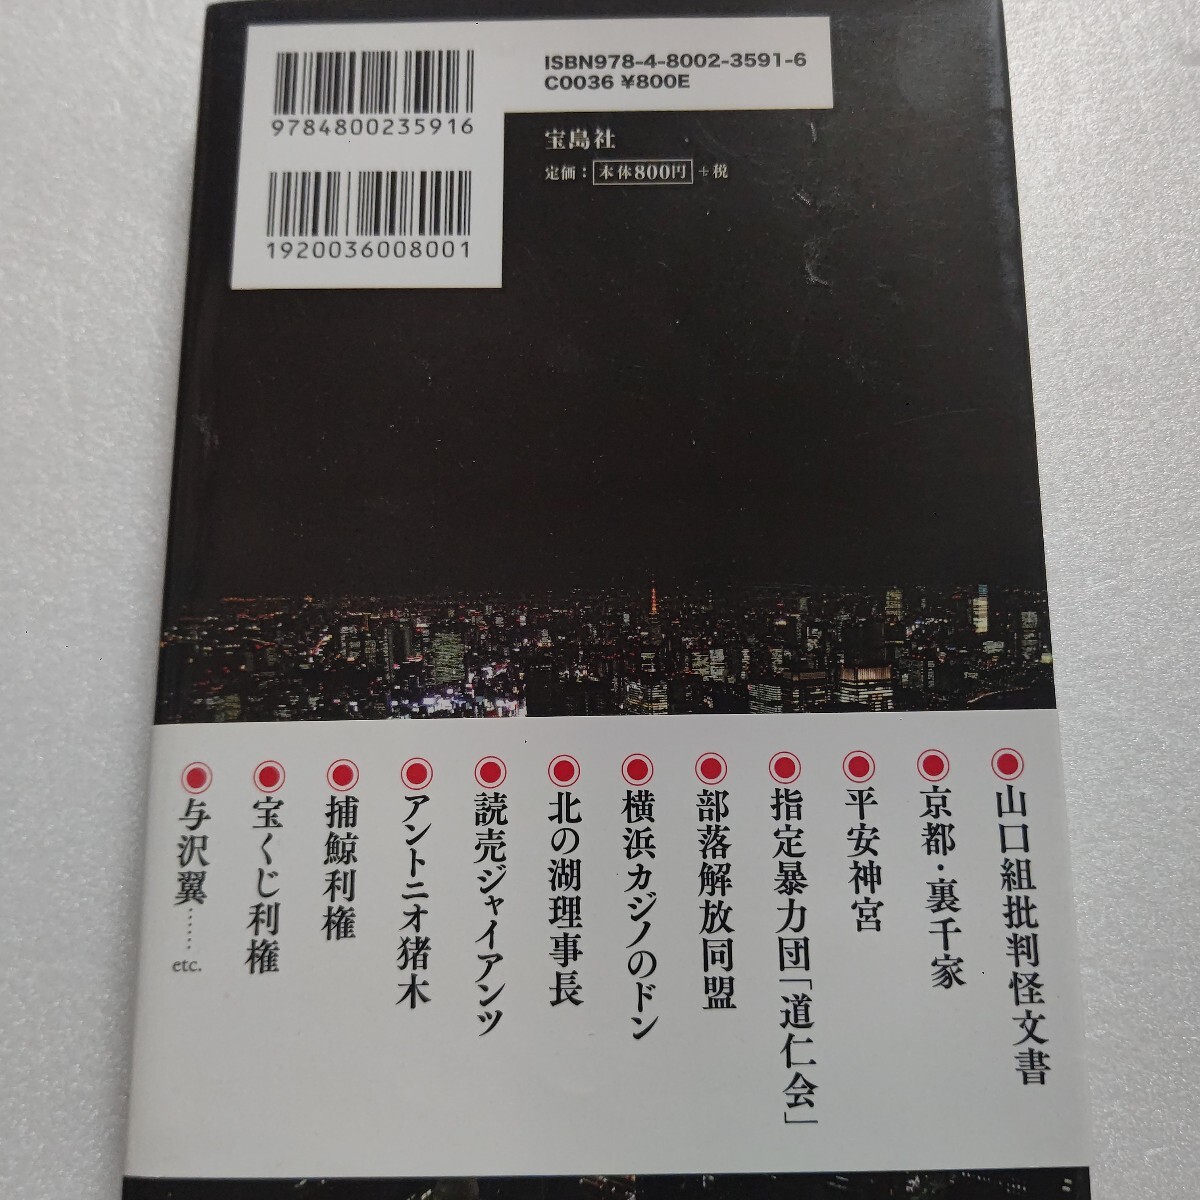 9784800235916
1920036008001
ISBN978-4-8002-3591-6
C0036 ¥800E
宝島社
定価：本体800円+税
山口組批判怪文書
京都・裏千家
平安神宮
指定暴力団「道仁会」
部落解放同盟
横浜カジノのドン
北の湖理事長
読売ジャイアンツ
アントニオ猪木
捕鯨利権
宝くじ利権
与沢翼……etc.